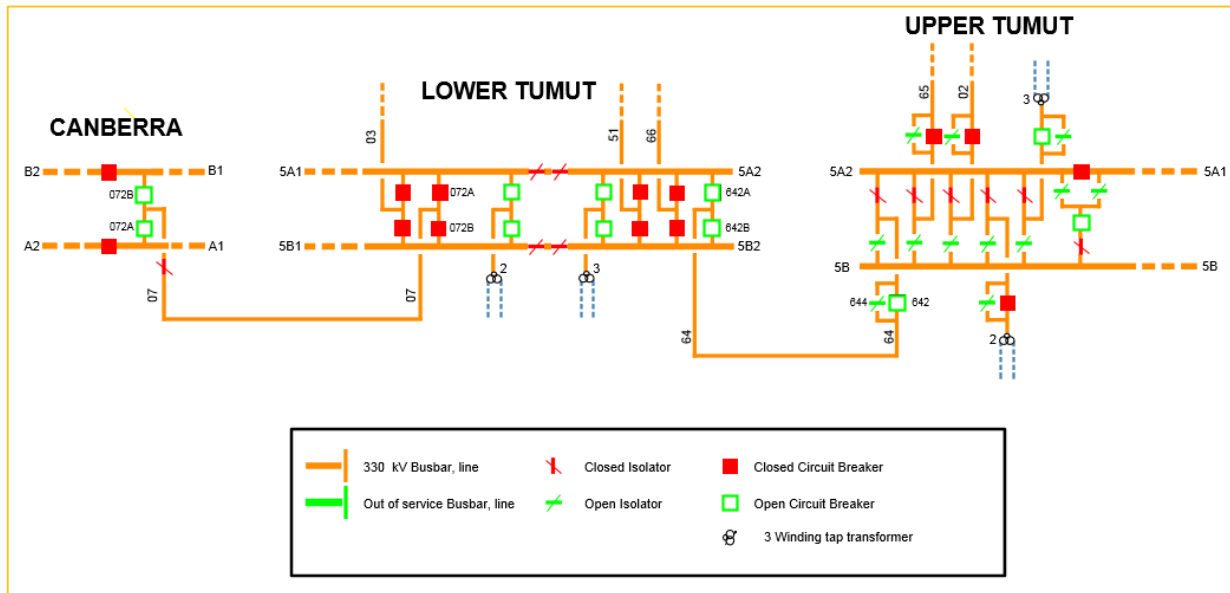 UPPER TUMUT
LOWER TUMUT
CANBERRA
B2
B1
072B
072A
A2
A1
07
03
51
66
5A1
5A2
072A
642A
072B
642B
5B1
5B2
2
3
07
64
65
02
3
5A2
5A1
5B
5B
644
642
64
2
330 kV Busbar, line
Closed Isolator
Closed Circuit Breaker
Out of service Busbar, line
Open Isolator
Open Circuit Breaker
3 Winding tap transformer